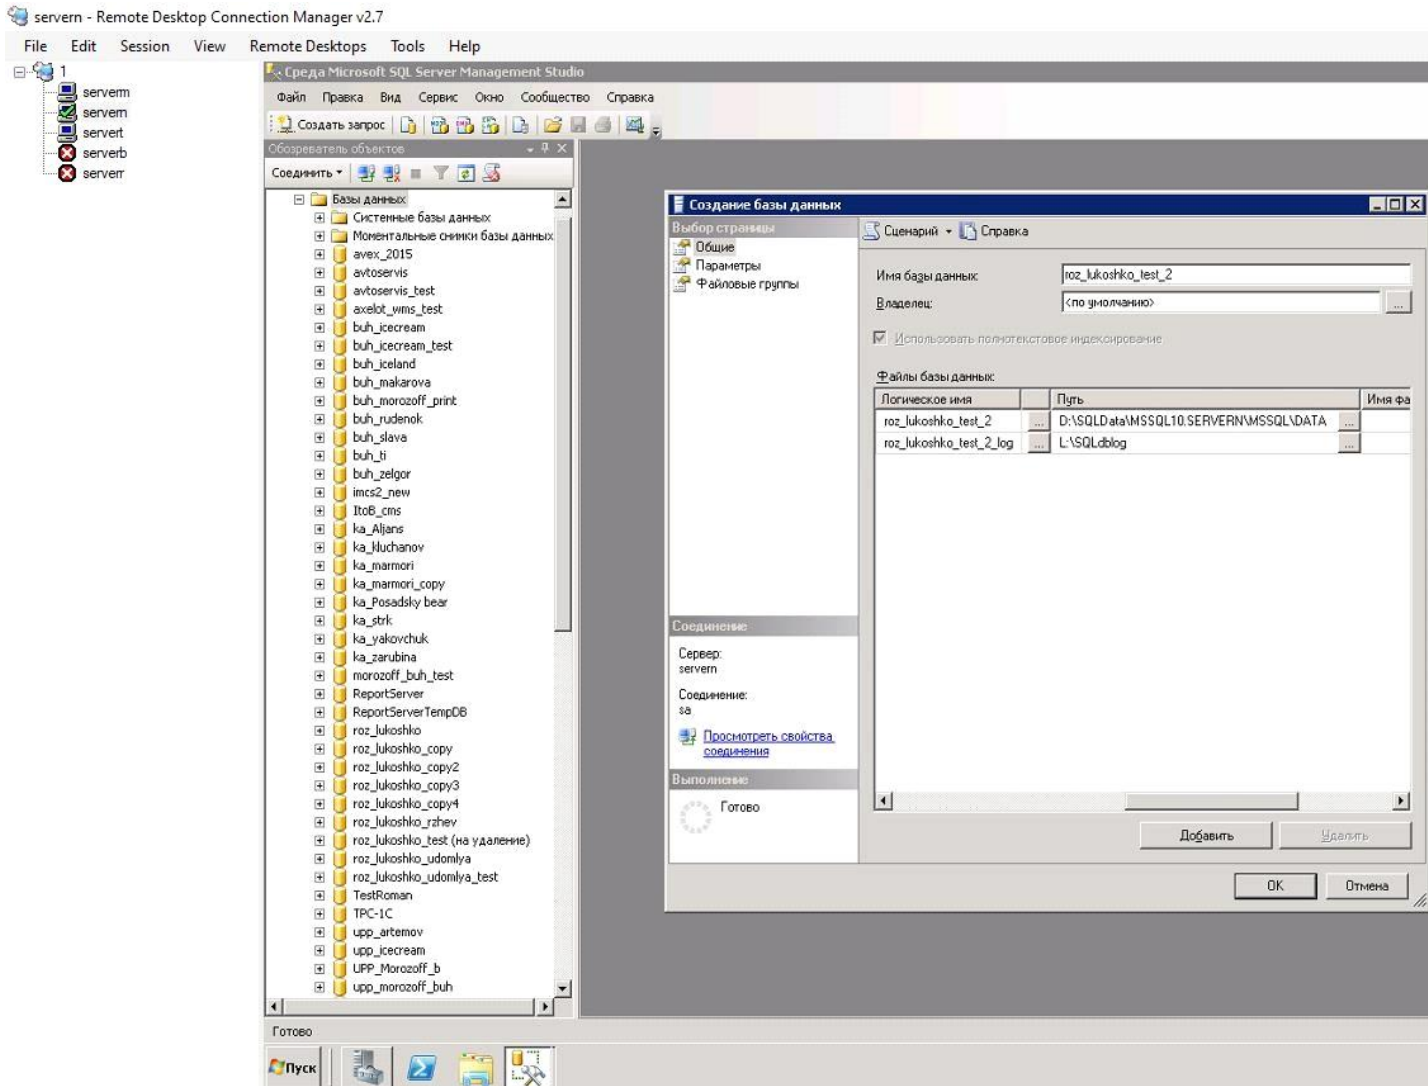 servern - Remote Desktop Connection Manager v2.7
File Edit Session View Remote Desktops Tools Help
1
serverm
servern
servert
serverb
serverr
Среда Microsoft SQL Server Management Studio
Файл Правка Вид Сервис Окно Сообщество Справка
Создать запрос
Обозреватель объектов
Соединить
Базы данных
Системные базы данных
Моментальные снимки базы данных
avex_2015
avtoservis
avtoservis_test
axelot_wms_test
buh_icecream
buh_icecream_test
buh_iceland
buh_makarova
buh_morozoff_print
buh_rudenok
buh_slava
buh_ti
buh_zelgor
imcs2_new
ItoB_cms
ka_Aljans
ka_kluchanov
ka_marmori
ka_marmori_copy
ka_Posadsky bear
ka_strk
ka_yakovchuk
ka_zarubina
morozoff_buh_test
ReportServer
ReportServerTempDB
roz_lukoshko
roz_lukoshko_copy
roz_lukoshko_copy2
roz_lukoshko_copy3
roz_lukoshko_copy4
roz_lukoshko_rzhev
roz_lukoshko_test (на удаление)
roz_lukoshko_udomlya
roz_lukoshko_udomlya_test
TestRoman
TPC-1C
upp_artemov
upp_icecream
UPP_Morozoff_b
upp_morozoff_buh
Готово
Пуск
Создание базы данных
Выбор страницы
Общие
Параметры
Файловые группы
Сценарий Справка
Имя базы данных: roz_lukoshko_test_2
Владелец: <по умолчанию> ...
Использовать полнотекстовое индексирование
Файлы базы данных:
Логическое имя Путь Имя фа
roz_lukoshko_test_2 ... D:\SQLData\MSSQL10.SERVERN\MSSQL\DATA ...
roz_lukoshko_test_2_log ... L:\SQLdblog ...
Соединение
Сервер:
servern
Соединение:
sa
Просмотреть свойства
соединения
Выполнение
Готово
Добавить Удалить
OK Отмена